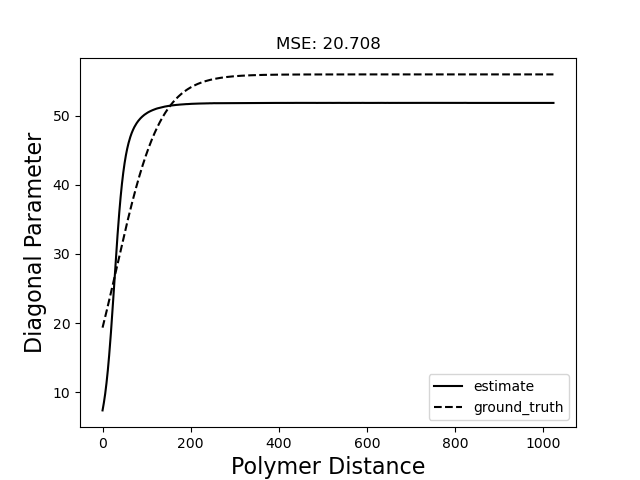 MSE: 20.708
Diagonal Parameter
50
40
30
20
10
estimate
ground_truth
0 200 400 600 800 1000
Polymer Distance